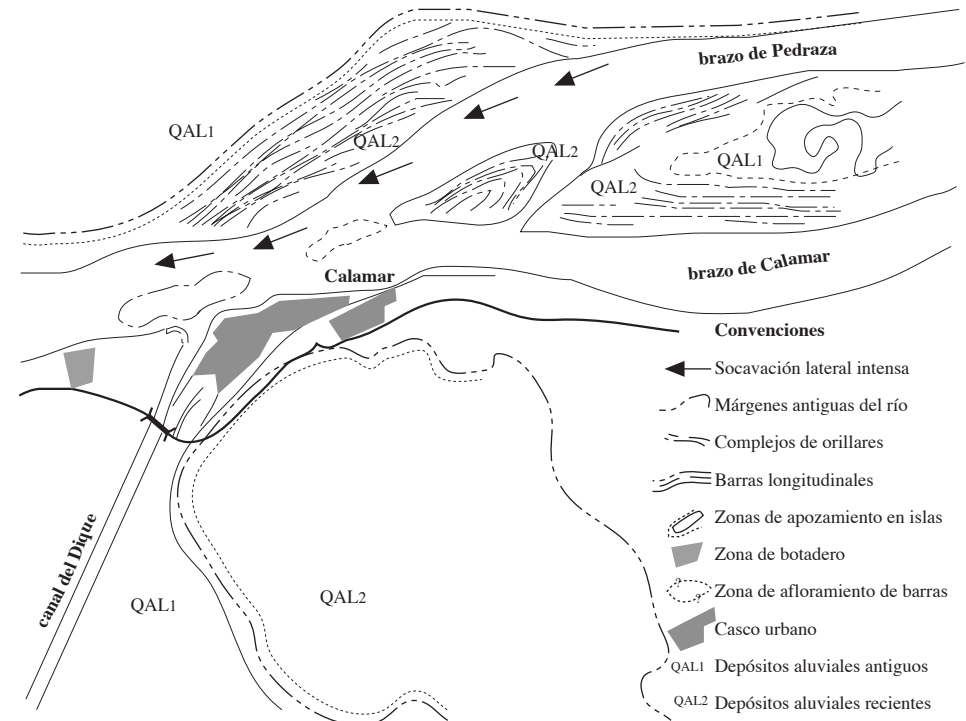 brazo de Pedraza
QAL1
QAL2
QAL2
QAL1
QAL2
Calamar
brazo de Calamar
canal del Dique
QAL1
QAL2
Convenciones
Socavación lateral intensa
Márgenes antiguas del río
Complejos de orillares
Barras longitudinales
Zonas de apozamiento en islas
Zona de botadero
? ? Zona de afloramiento de barras
Casco urbano
QAL1 Depósitos aluviales antiguos
QAL2 Depósitos aluviales recientes